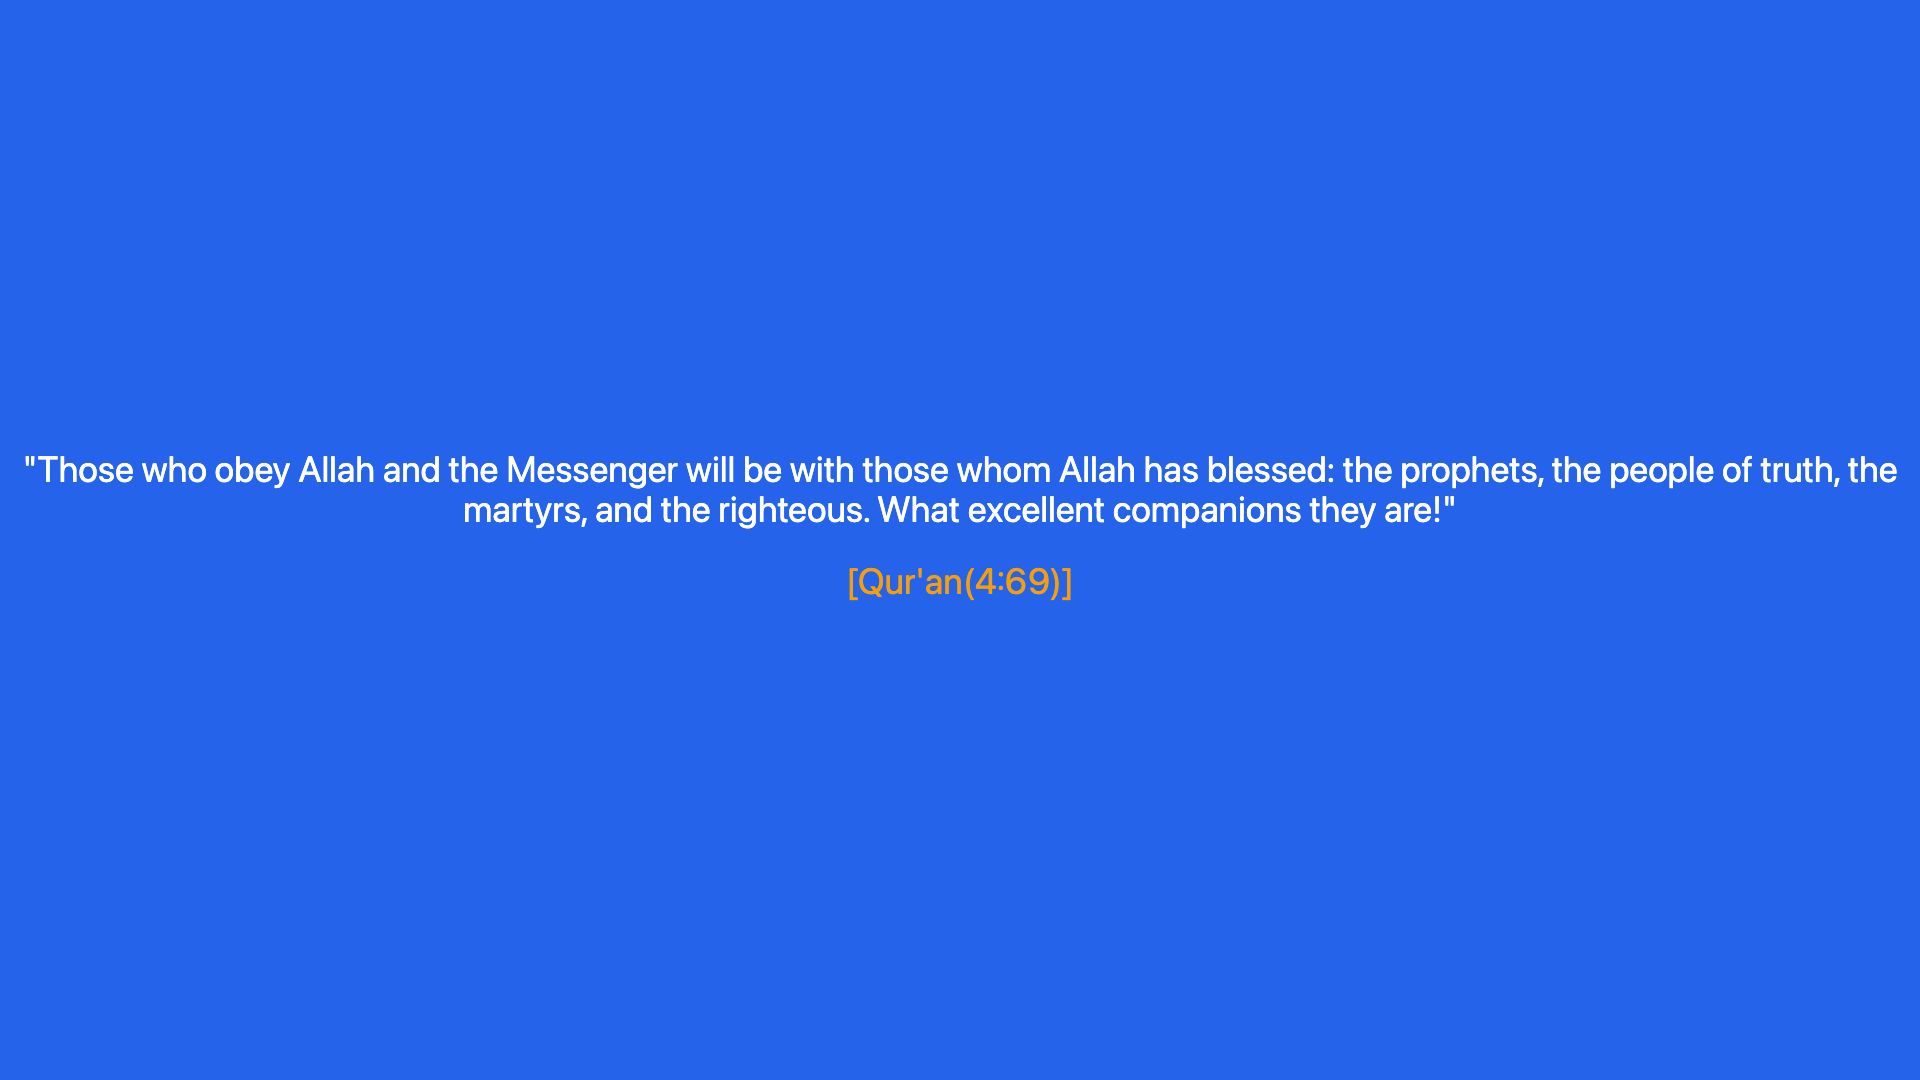 "Those who obey Allah and the Messenger will be with those whom Allah has blessed: the prophets, the people of truth, the
martyrs, and the righteous. What excellent companions they are!"
[Qur'an(4:69)]